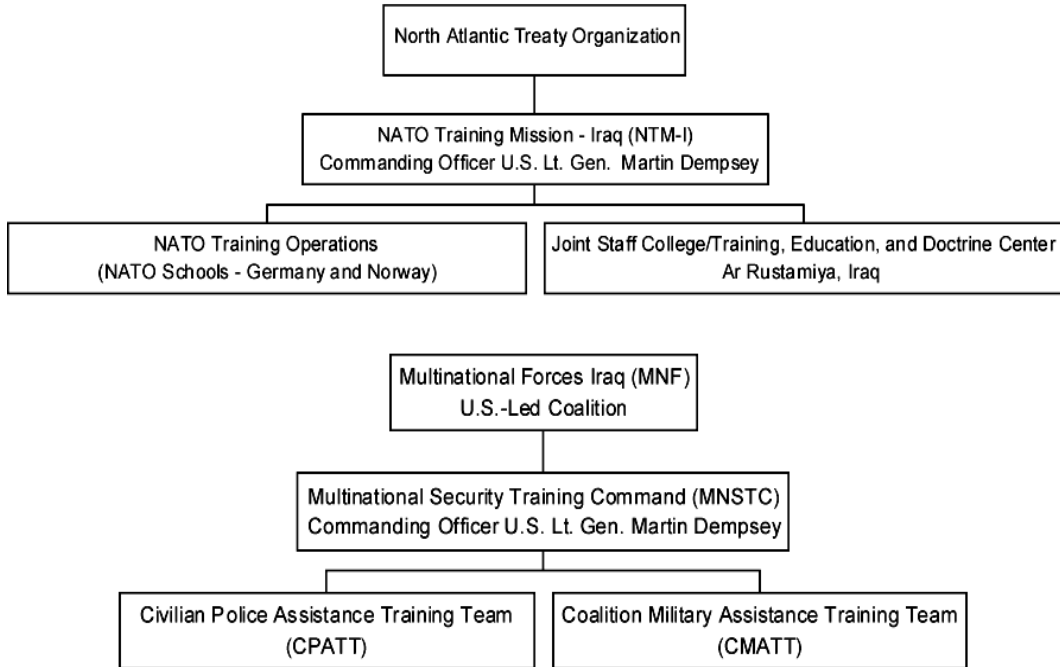 North Atlantic Treaty Organization
NATO Training Mission - Iraq (NTM-I)
Commanding Officer U.S. Lt. Gen. Martin Dempsey
NATO Training Operations
(NATO Schools - Germany and Norway)
Joint Staff College/Training, Education, and Doctrine Center
Ar Rustamiya, Iraq
Multinational Forces Iraq (MNF)
U.S.-Led Coalition
Multinational Security Training Command (MNSTC)
Commanding Officer U.S. Lt. Gen. Martin Dempsey
Civilian Police Assistance Training Team
(CPATT)
Coalition Military Assistance Training Team
(CMATT)